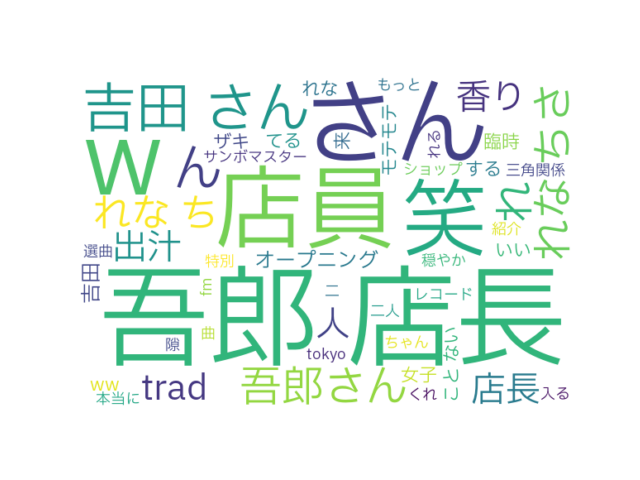 れな もっと
吉田 さん さん 香り さ
ザキ てる 来 モテモテ れる 臨時
w ん サンボマスター ショップ する 三角関係 れなち
店員 笑 れ
れな ち 紹介
選曲 出汁 オープニング 穏やか いい
吉田 特別
fm 二 レコード
吾郎 店長
曲 人 二人
隙 tokyo ちゃん ない
ww trad 吾郎さん 女子 こと 店長
本当に くれ 入る